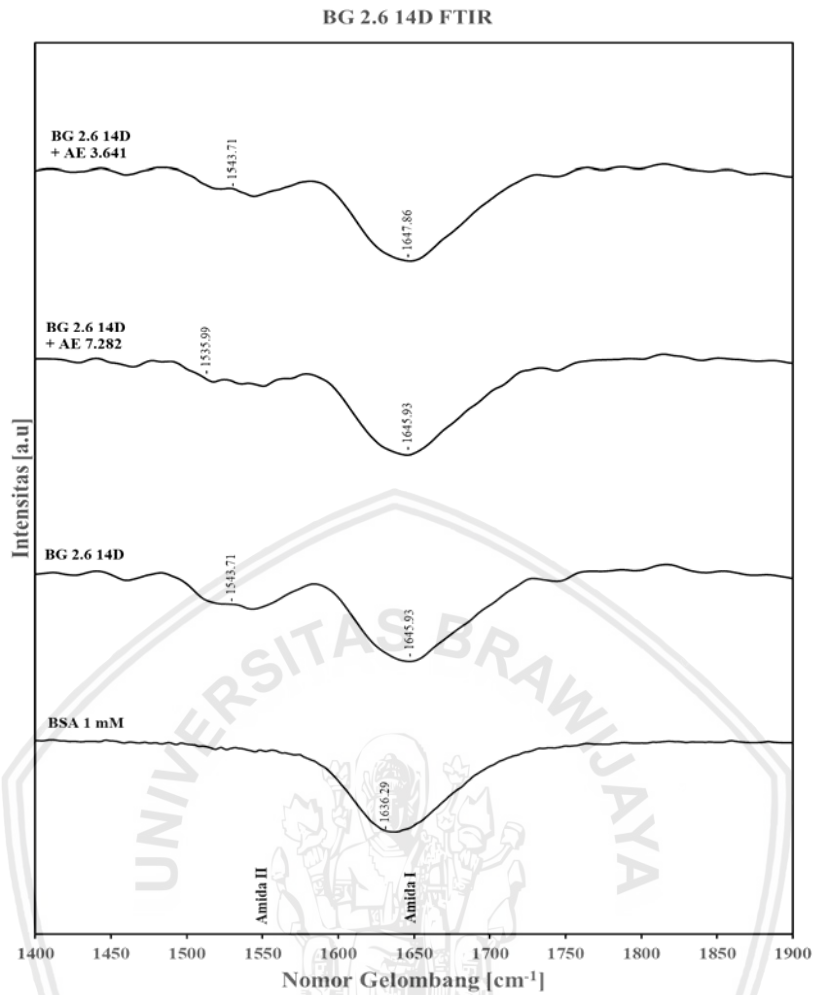 BG 2.6 14D FTIR
BG 2.6 14D
+ AE 3.641
- 1543.71
- 1647.86
BG 2.6 14D
+ AE 7.282
- 1535.99
- 1645.93
BG 2.6 14D
- 1543.71
- 1645.93
BSA 1 mM
- 1636.29
Amida II
Amida I
Intensitas [a.u]
1400 1450 1500 1550 1600 1650 1700 1750 1800 1850 1900
Nomor Gelombang [cm-1]
UNIVERSITAS BRAWIJAYA